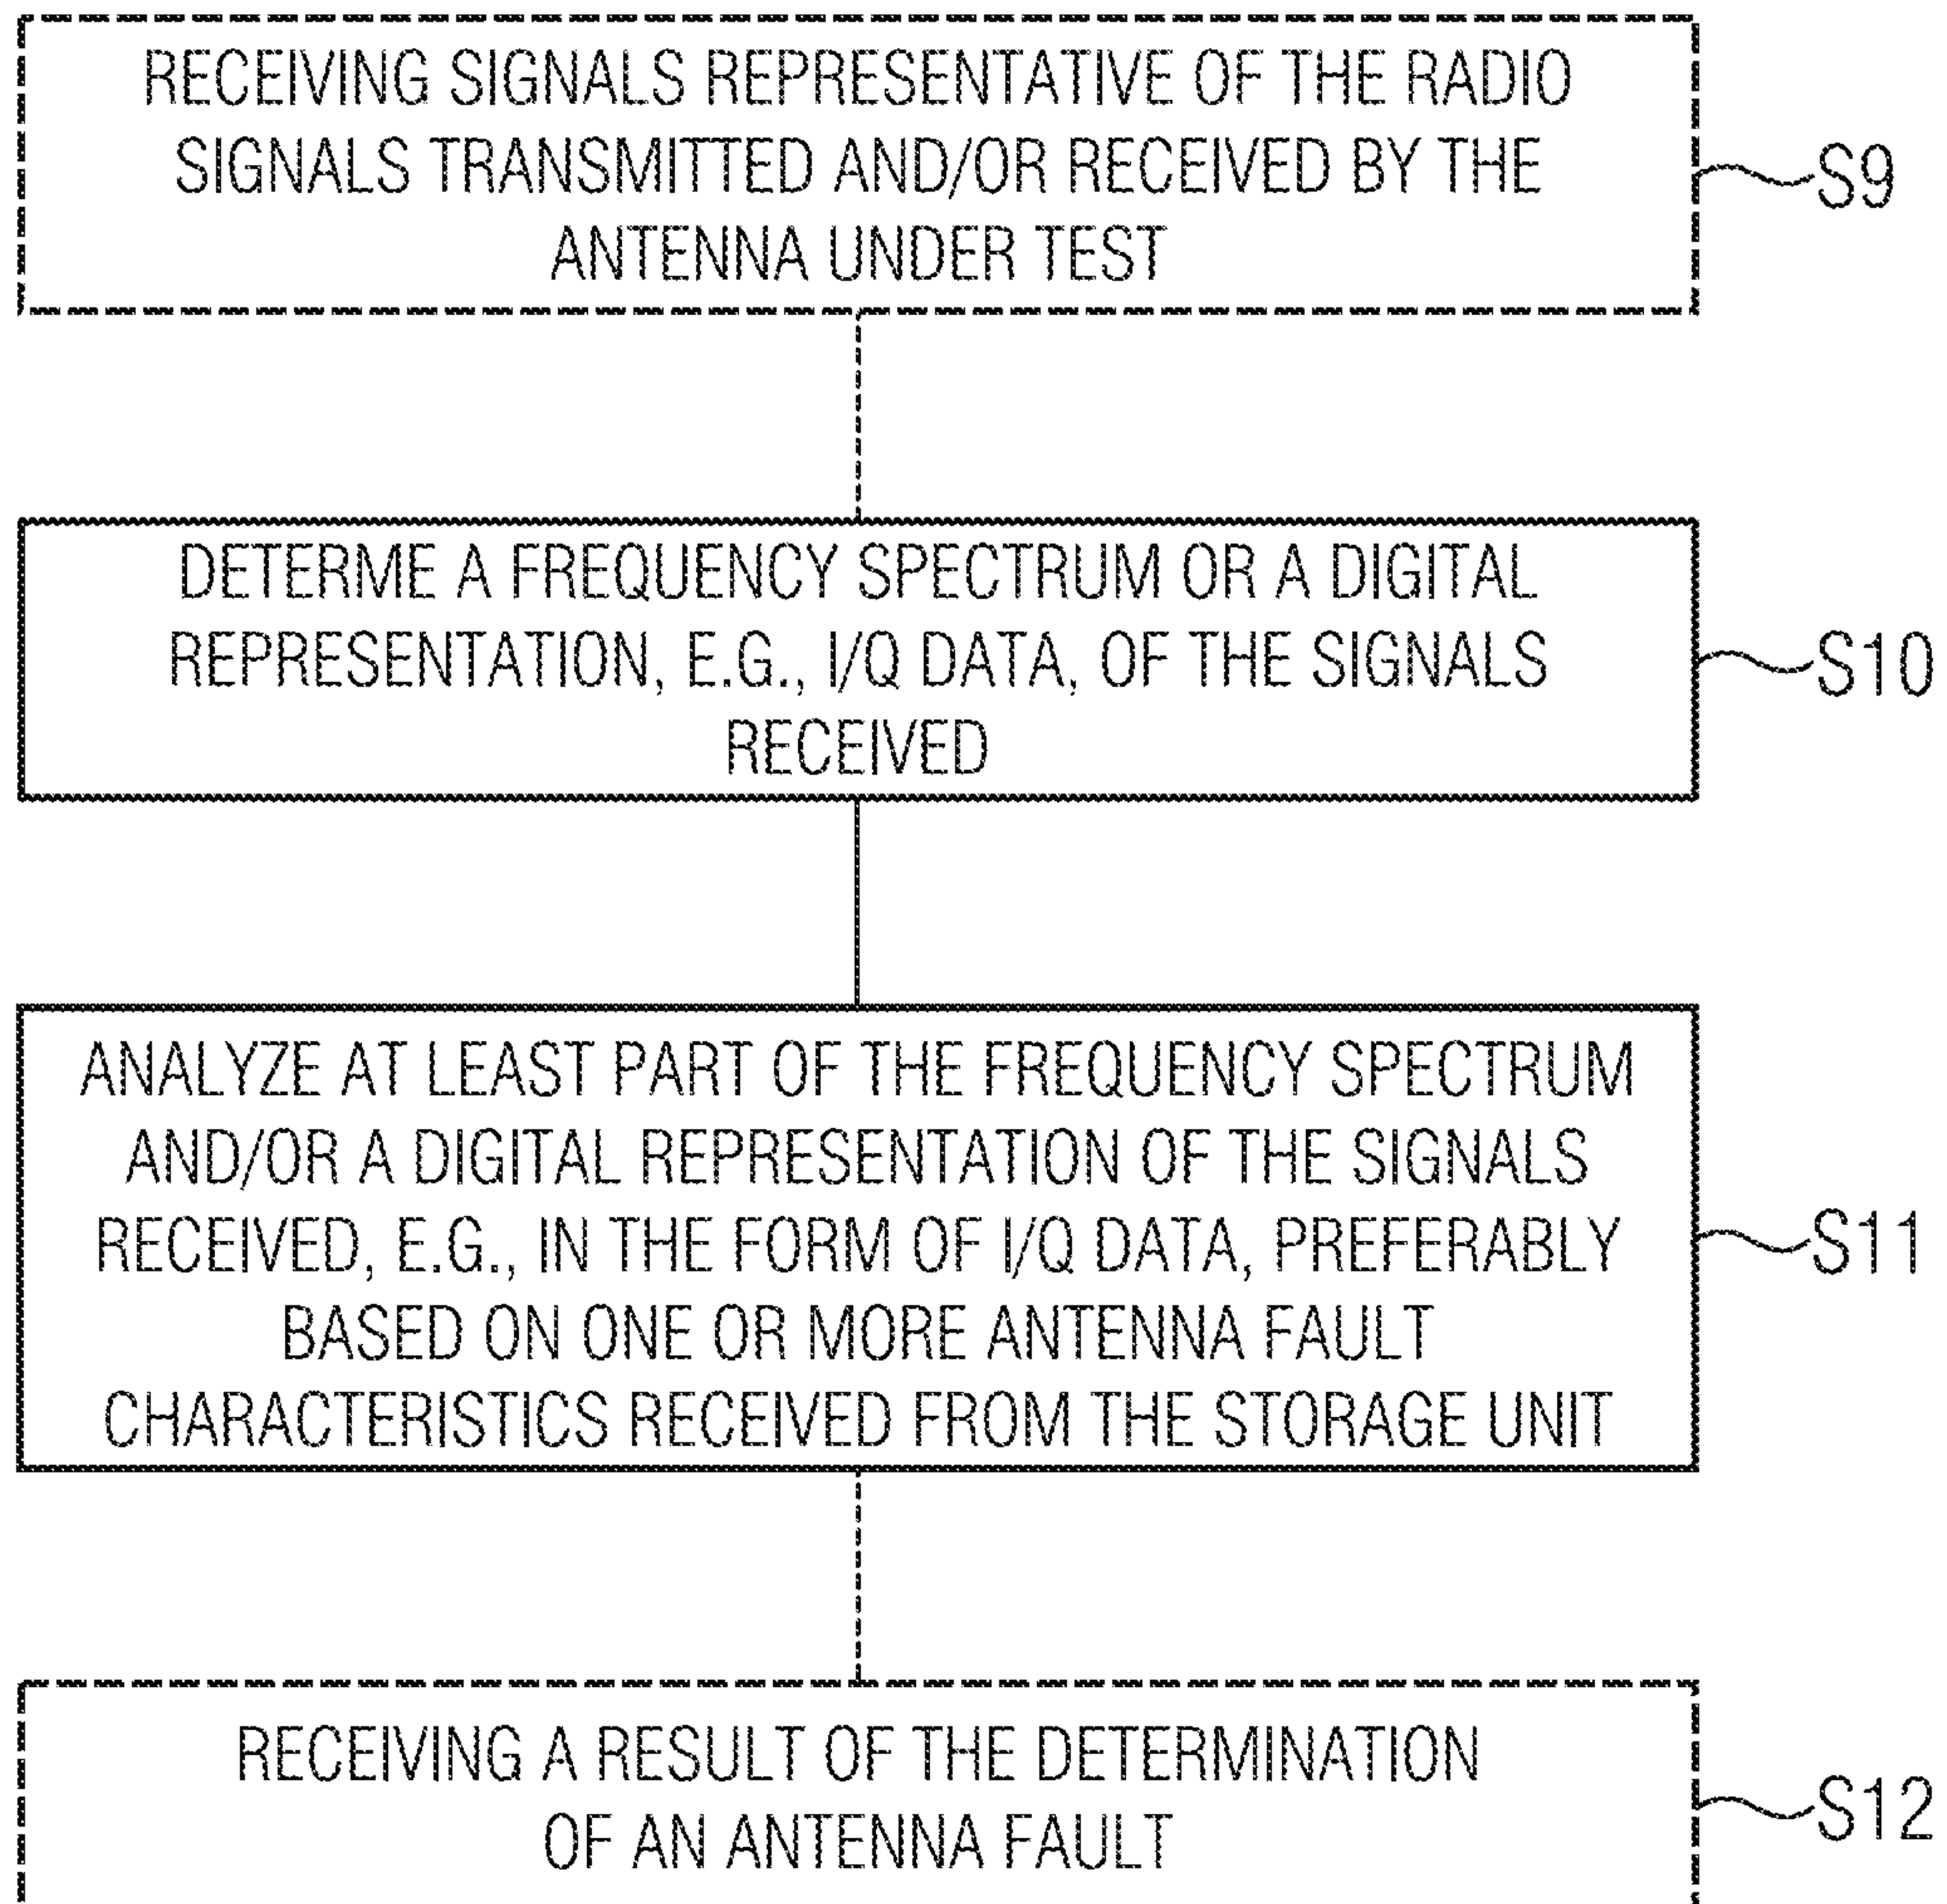 RECEIVING SIGNALS REPRESENTATIVE OF THE RADIO
SIGNALS TRANSMITTED AND/OR RECEIVED BY THE
ANTENNA UNDER TEST
S9
DETERME A FREQUENCY SPECTRUM OR A DIGITAL
REPRESENTATION, E.G., I/Q DATA, OF THE SIGNALS
RECEIVED
S10
ANALYZE AT LEAST PART OF THE FREQUENCY SPECTRUM
AND/OR A DIGITAL REPRESENTATION OF THE SIGNALS
RECEIVED, E.G., IN THE FORM OF I/Q DATA, PREFERABLY
BASED ON ONE OR MORE ANTENNA FAULT
CHARACTERISTICS RECEIVED FROM THE STORAGE UNIT
S11
RECEIVING A RESULT OF THE DETERMINATION
OF AN ANTENNA FAULT
S12